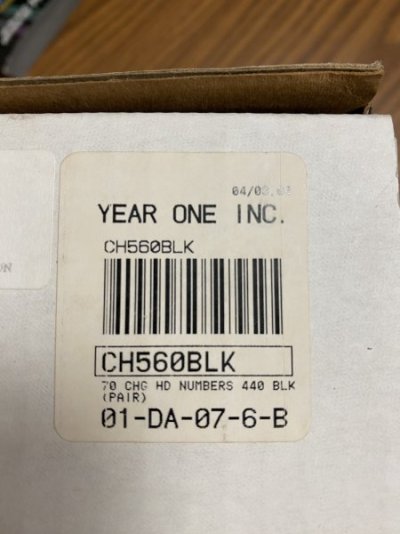 YEAR ONE INC.
CH560BLK
CH560BLK
70 CHG HD NUMBERS 440 BLK
(PAIR)
01-DA-07-6-B